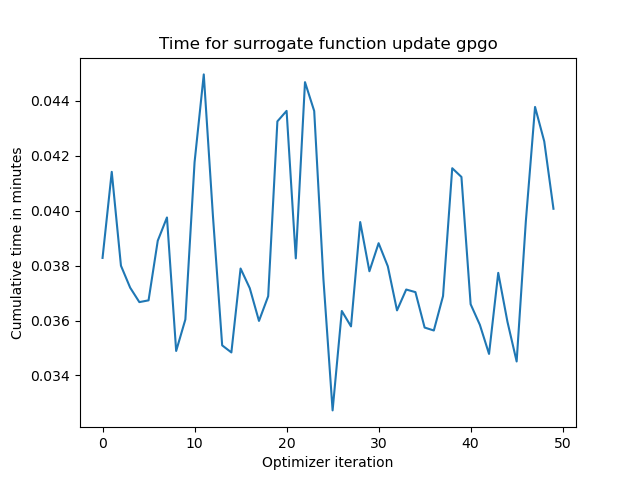 Time for surrogate function update gpgo
0.044
0.042
0.040
0.038
0.036
0.034
Cumulative time in minutes
0 10 20 30 40 50
Optimizer iteration